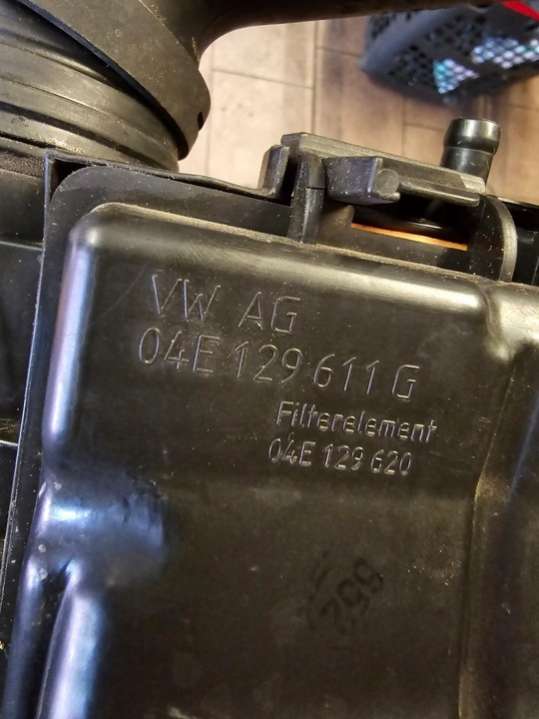 VW AG
04E 129 611 G
Filterelement
04E 129 620